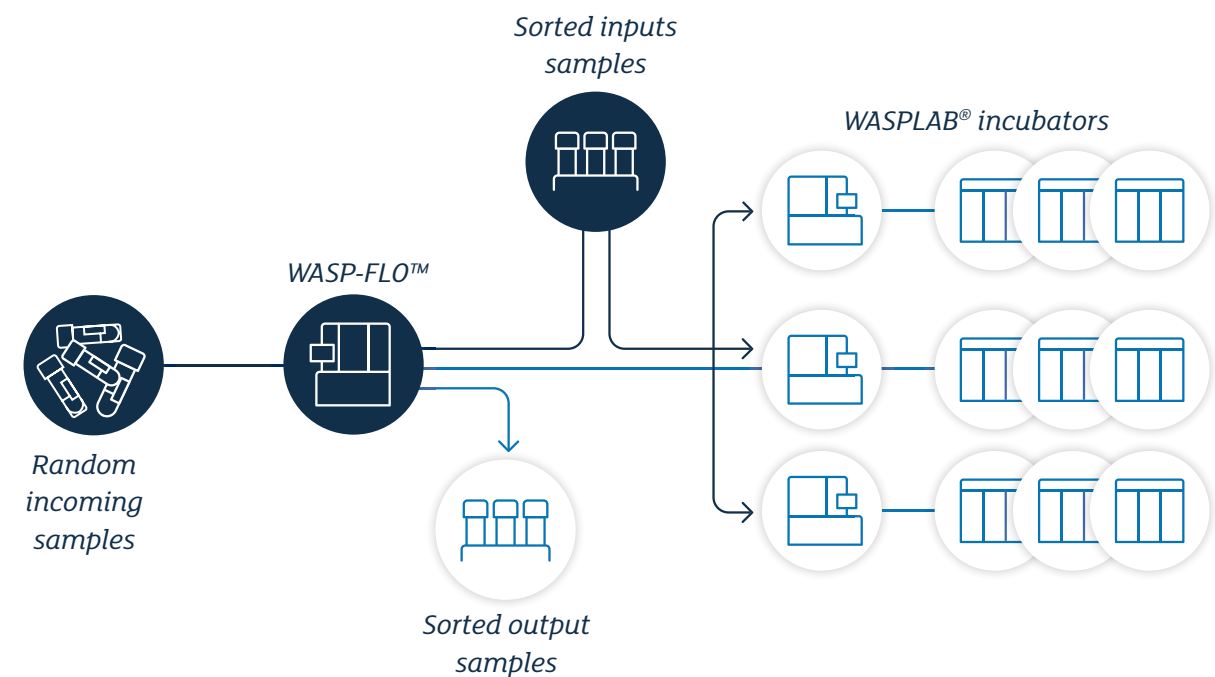 Sorted inputs
samples
WASPLAB® incubators
WASP-FLO™
Random
incoming
samples
Sorted output
samples